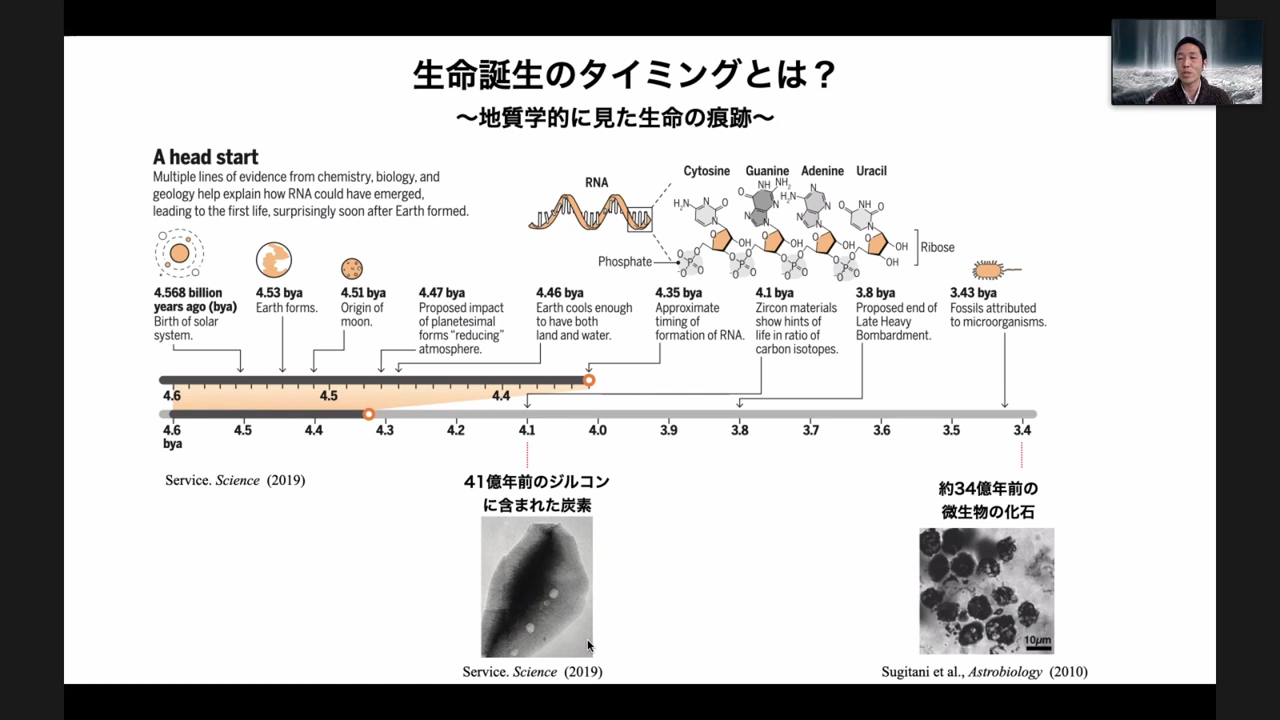 生命誕生のタイミングとは？
〜地質学的に見た生命の痕跡〜
A head start
Multiple lines of evidence from chemistry, biology, and
geology help explain how RNA could have emerged,
leading to the first life, surprisingly soon after Earth formed.
RNA
Cytosine Guanine Adenine Uracil
NH NH₂
H₂N N O O N H₂N N N NH O
N N N N N N O
O O O O
OH OH OH OH
OH
Phosphate
Ribose
4.568 billion
years ago (bya)
Birth of solar
system.
4.53 bya
Earth forms.
4.51 bya
Origin of
moon.
4.47 bya
Proposed impact
of planetesimal
forms “reducing”
atmosphere.
4.46 bya
Earth cools enough
to have both
land and water.
4.35 bya
Approximate
timing of
formation of RNA.
4.1 bya
Zircon materials
show hints of
life in ratio of
carbon isotopes.
3.8 bya
Proposed end of
Late Heavy
Bombardment.
3.43 bya
Fossils attributed
to microorganisms.
4.6 4.5 4.4
4.6 4.5 4.4 4.3 4.2 4.1 4.0 3.9 3.8 3.7 3.6 3.5 3.4
bya
Service. Science (2019)
41億年前のジルコン
に含まれた炭素
Service. Science (2019)
約34億年前の
微生物の化石
10μm
Sugitani et al., Astrobiology (2010)